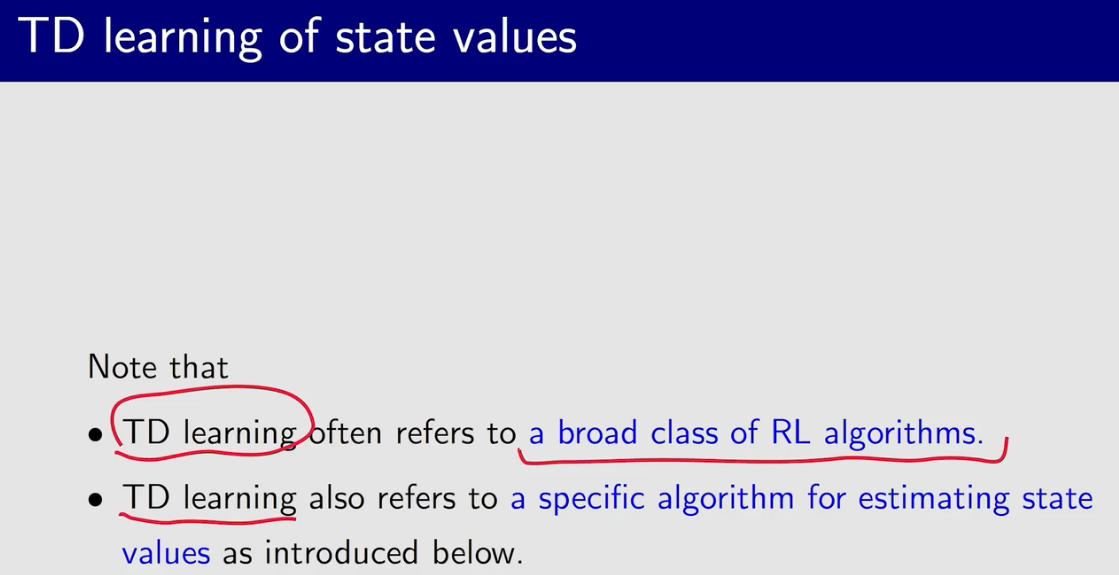 TD learning of state values
Note that
• TD learning often refers to a broad class of RL algorithms.
• TD learning also refers to a specific algorithm for estimating state
values as introduced below.